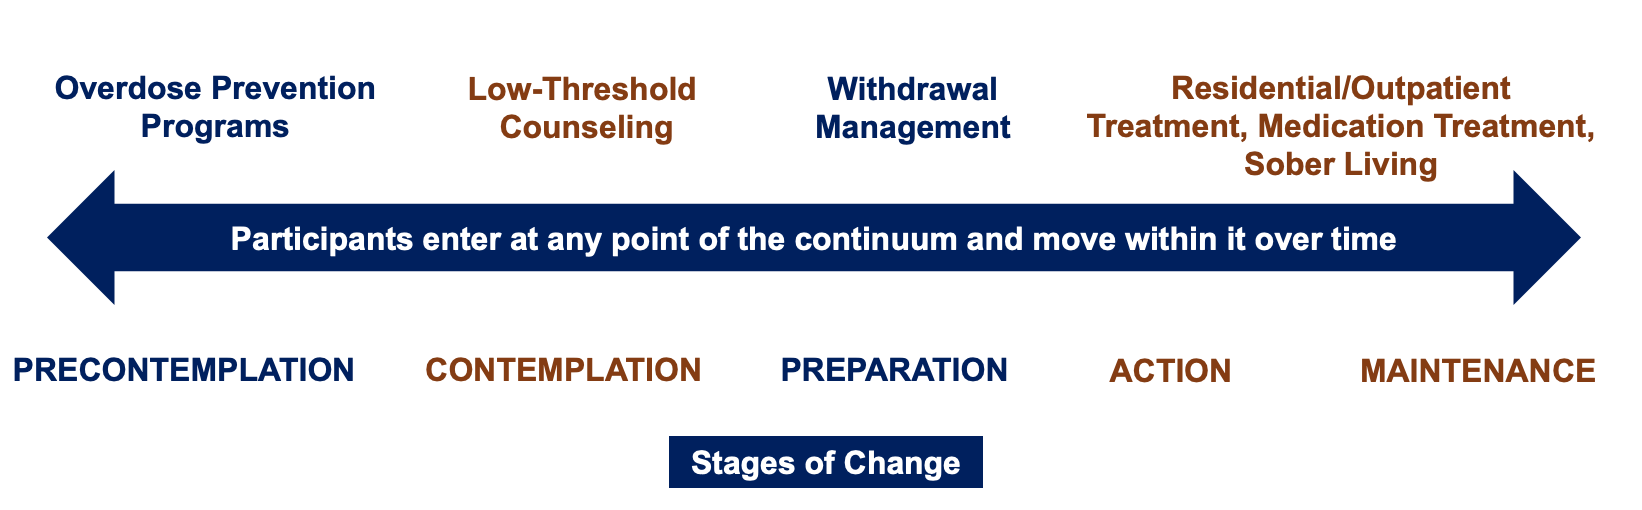 Overdose Prevention
Programs
Low-Threshold
Counseling
Withdrawal
Management
Residential/Outpatient
Treatment, Medication Treatment,
Sober Living
Participants enter at any point of the continuum and move within it over time
PRECONTEMPLATION
CONTEMPLATION
PREPARATION
ACTION
MAINTENANCE
Stages of Change